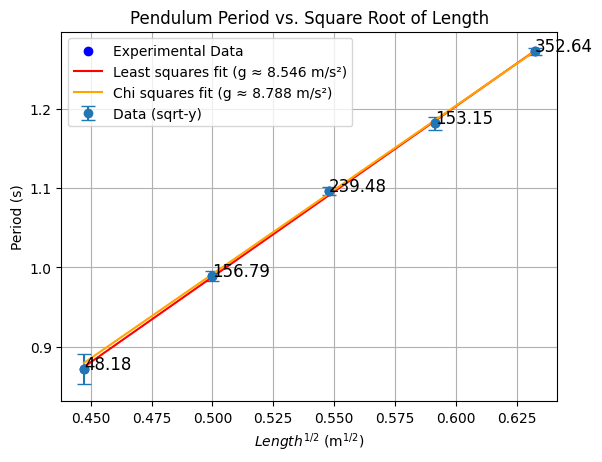 Pendulum Period vs. Square Root of Length
Experimental Data
Least squares fit (g ≈ 8.546 m/s²)
Chi squares fit (g ≈ 8.788 m/s²)
Data (sqrt-y)
352.64
153.15
239.48
156.79
48.18
1.2
1.1
1.0
0.9
Period (s)
0.450 0.475 0.500 0.525 0.550 0.575 0.600 0.625
Length^{1/2} (m^{1/2})